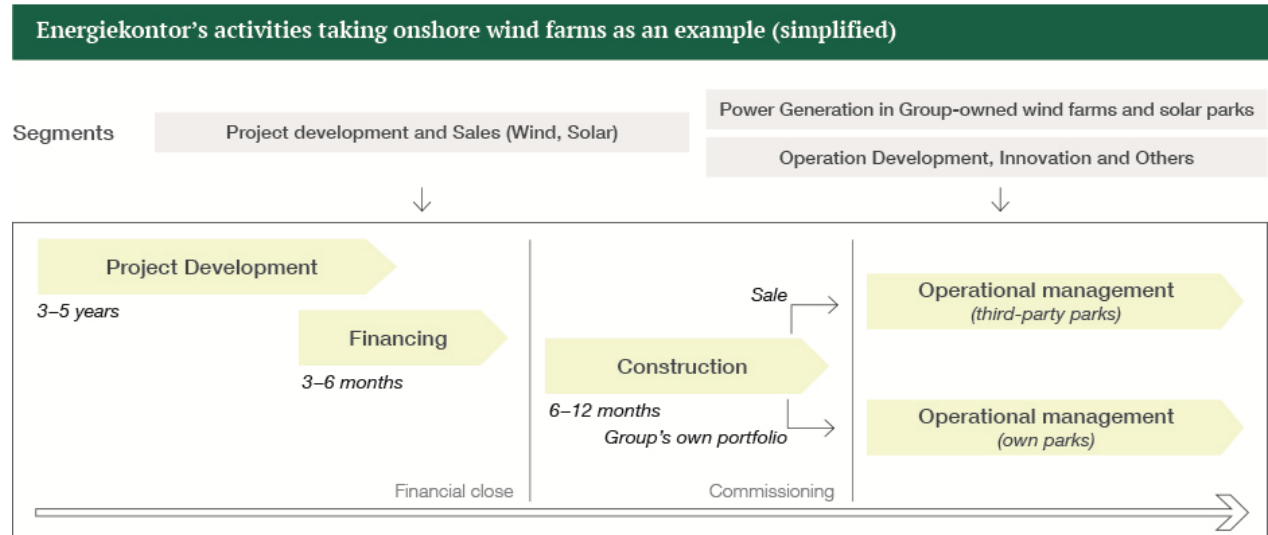 Energiekontor's activities taking onshore wind farms as an example (simplified)
Segments
Project development and Sales (Wind, Solar)
Power Generation in Group-owned wind farms and solar parks
Operation Development, Innovation and Others
Project Development
3–5 years
Financing
3–6 months
Construction
6–12 months
Sale
Group's own portfolio
Operational management
(third-party parks)
Operational management
(own parks)
Financial close
Commissioning